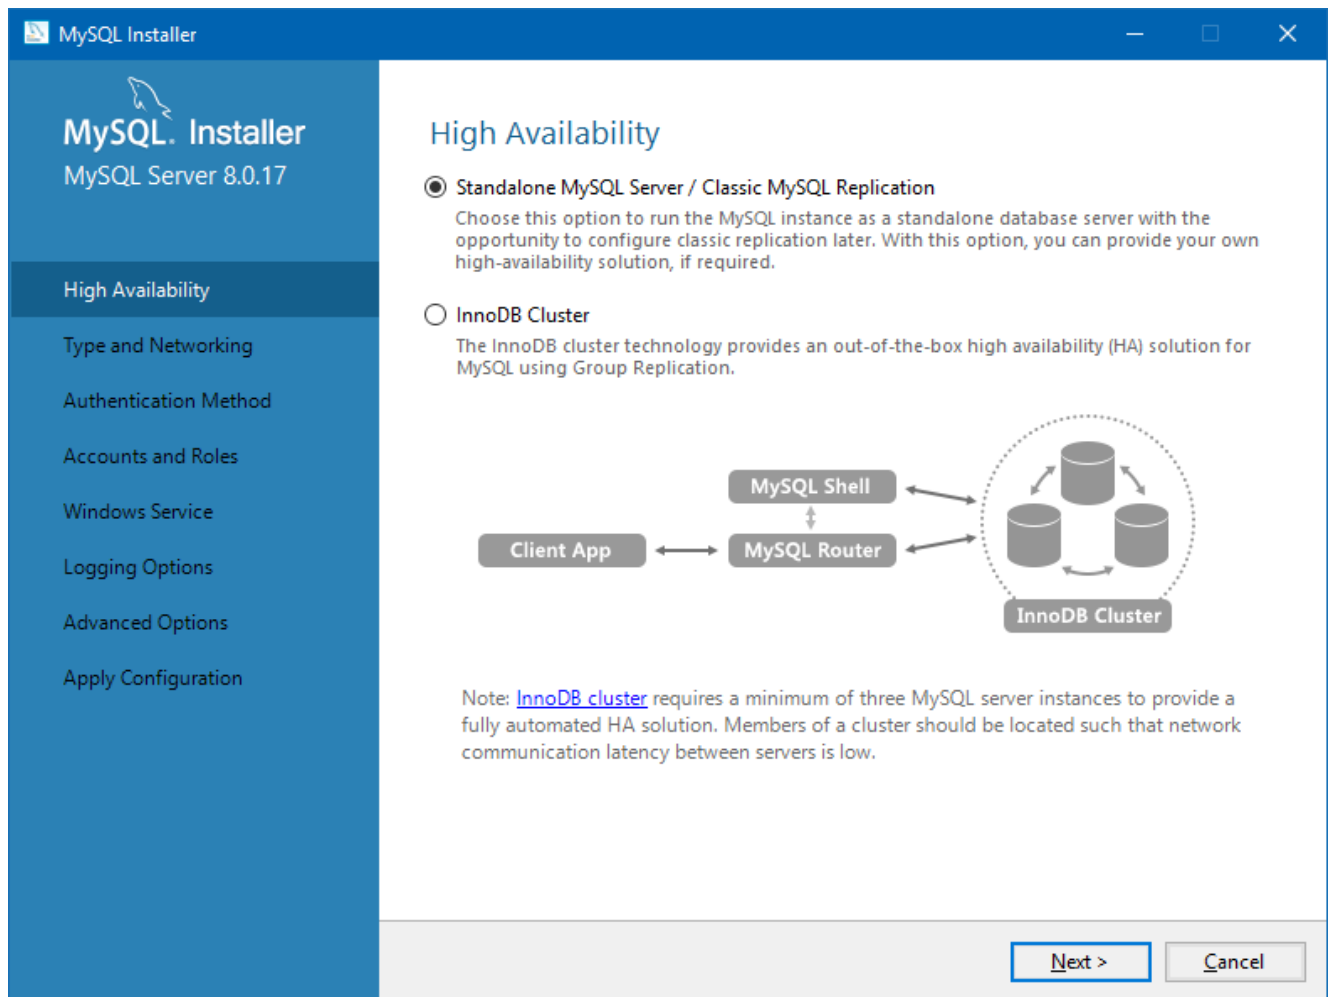 MySQL Installer
MySQL. Installer
MySQL Server 8.0.17
High Availability
Type and Networking
Authentication Method
Accounts and Roles
Windows Service
Logging Options
Advanced Options
Apply Configuration
High Availability
Standalone MySQL Server / Classic MySQL Replication
Choose this option to run the MySQL instance as a standalone database server with the
opportunity to configure classic replication later. With this option, you can provide your own
high-availability solution, if required.
InnoDB Cluster
The InnoDB cluster technology provides an out-of-the-box high availability (HA) solution for
MySQL using Group Replication.
MySQL Shell
Client App
MySQL Router
InnoDB Cluster
Note: InnoDB cluster requires a minimum of three MySQL server instances to provide a
fully automated HA solution. Members of a cluster should be located such that network
communication latency between servers is low.
Next >
Cancel